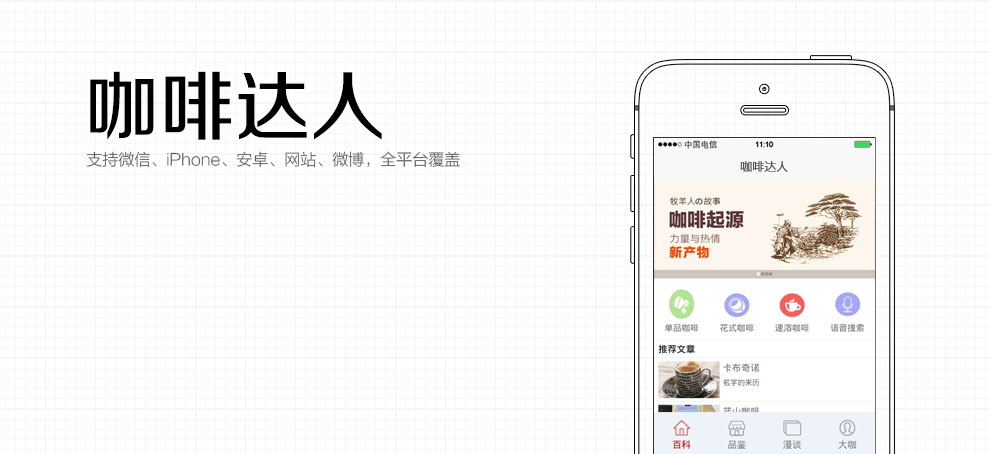 咖啡达人
支持微信、iPhone、安卓、网站、微博，全平台覆盖
中国电信 11:10
咖啡达人
牧羊人の故事
咖啡起源
力量与热情
新产物
单品咖啡 花式咖啡 速溶咖啡 语音搜索
推荐文章
卡布奇诺
名字的来历
蓝山咖啡
百科 品鉴 漫谈 大咖